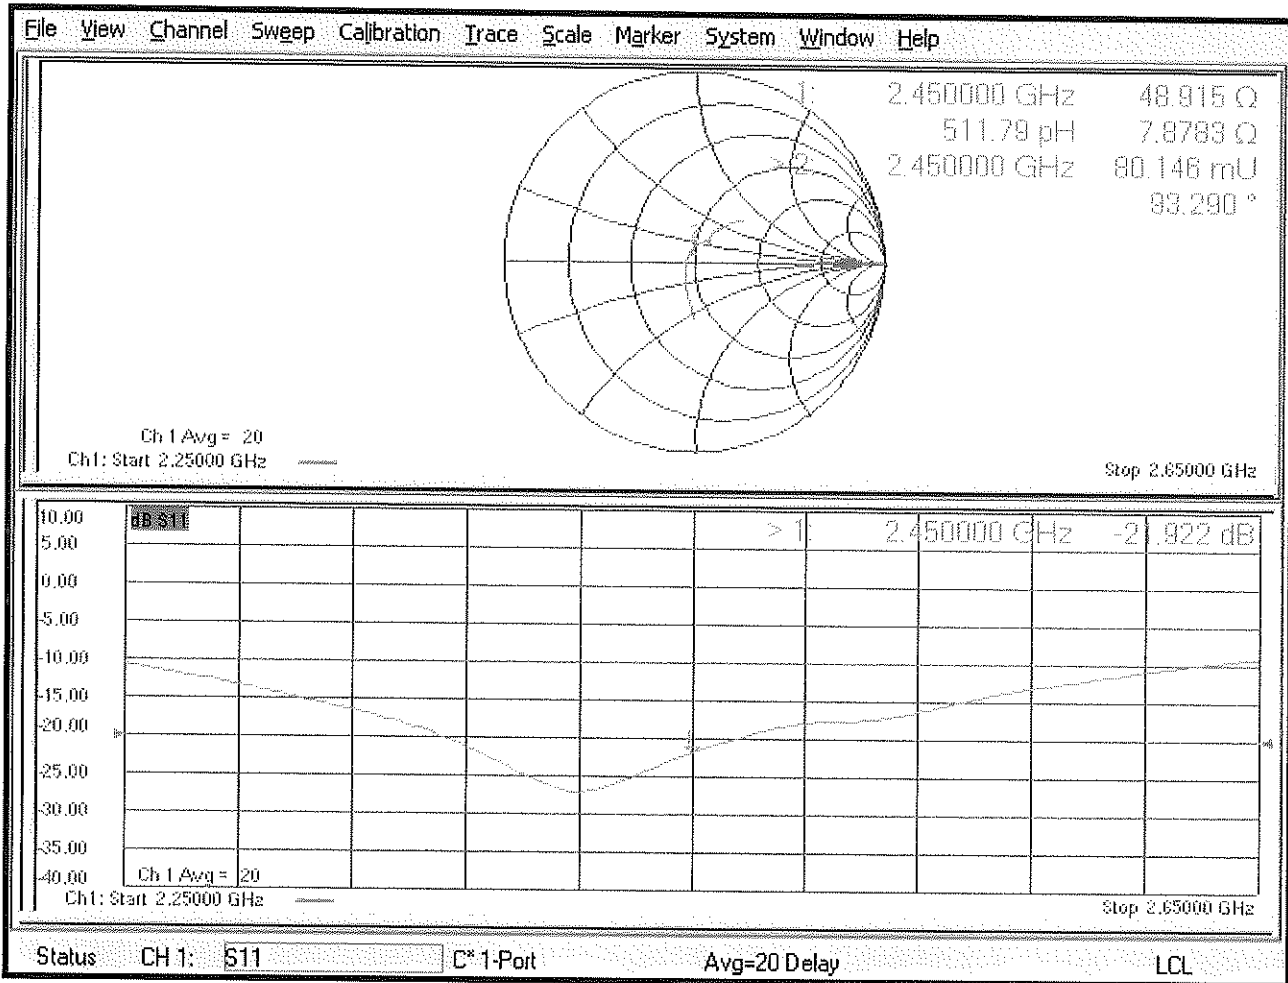 File View Channel Sweep Calibration Trace Scale Marker System Window Help
1: 2.450000 GHz 48.915 Ω
511.79 pH 7.8783 Ω
> 2: 2.450000 GHz 80.146 mU
93.290 °
Ch 1 Avg = 20
Ch1: Start 2.25000 GHz
Stop 2.65000 GHz
10.00
dB S11
> 1: 2.450000 GHz -21.922 dB
5.00
0.00
-5.00
-10.00
-15.00
-20.00
-25.00
-30.00
-35.00
-40.00
Ch 1 Avg = 20
Ch1: Start 2.25000 GHz
Stop 2.65000 GHz
Status CH 1: S11 C* 1-Port Avg=20 Delay LCL